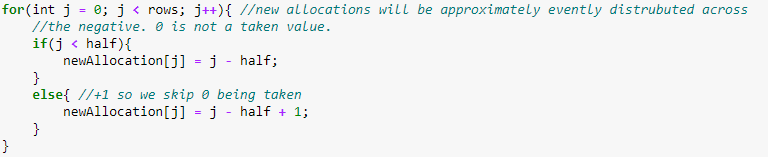 for(int j = 0; j < rows; j++){ //new allocations will be approximately evently distrubuted across
    //the negative. 0 is not a taken value.
    if(j < half){
        newAllocation[j] = j - half;
    }
    else{ //+1 so we skip 0 being taken
        newAllocation[j] = j - half + 1;
    }
}